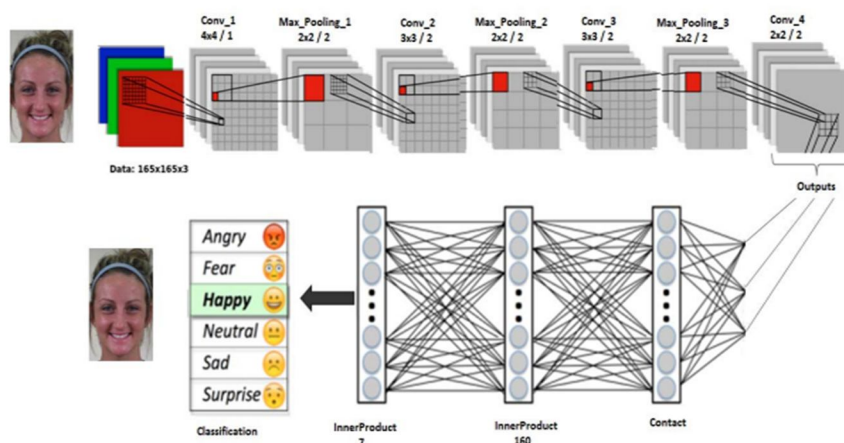 Conv_1
4x4 / 1
Max_Pooling_1
2x2 / 2
Conv_2
3x3 / 2
Max_Pooling_2
2x2 / 2
Conv_3
3x3 / 2
Max_Pooling_3
2x2 / 2
Conv_4
2x2 / 2
Data: 165x165x3
Outputs
Angry
Fear
Happy
Neutral
Sad
Surprise
Classification
InnerProduct
7
InnerProduct
160
Contact